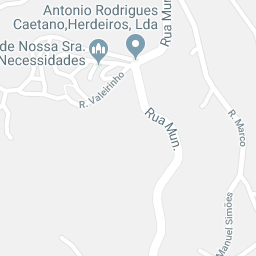 Antonio Rodrigues
Caetano,Herdeiros, Lda
Rua Mun
de Nossa Sra.
Necessidades
R. Valeirinho
Rua Mun.
R. Marco
Manuel Simões